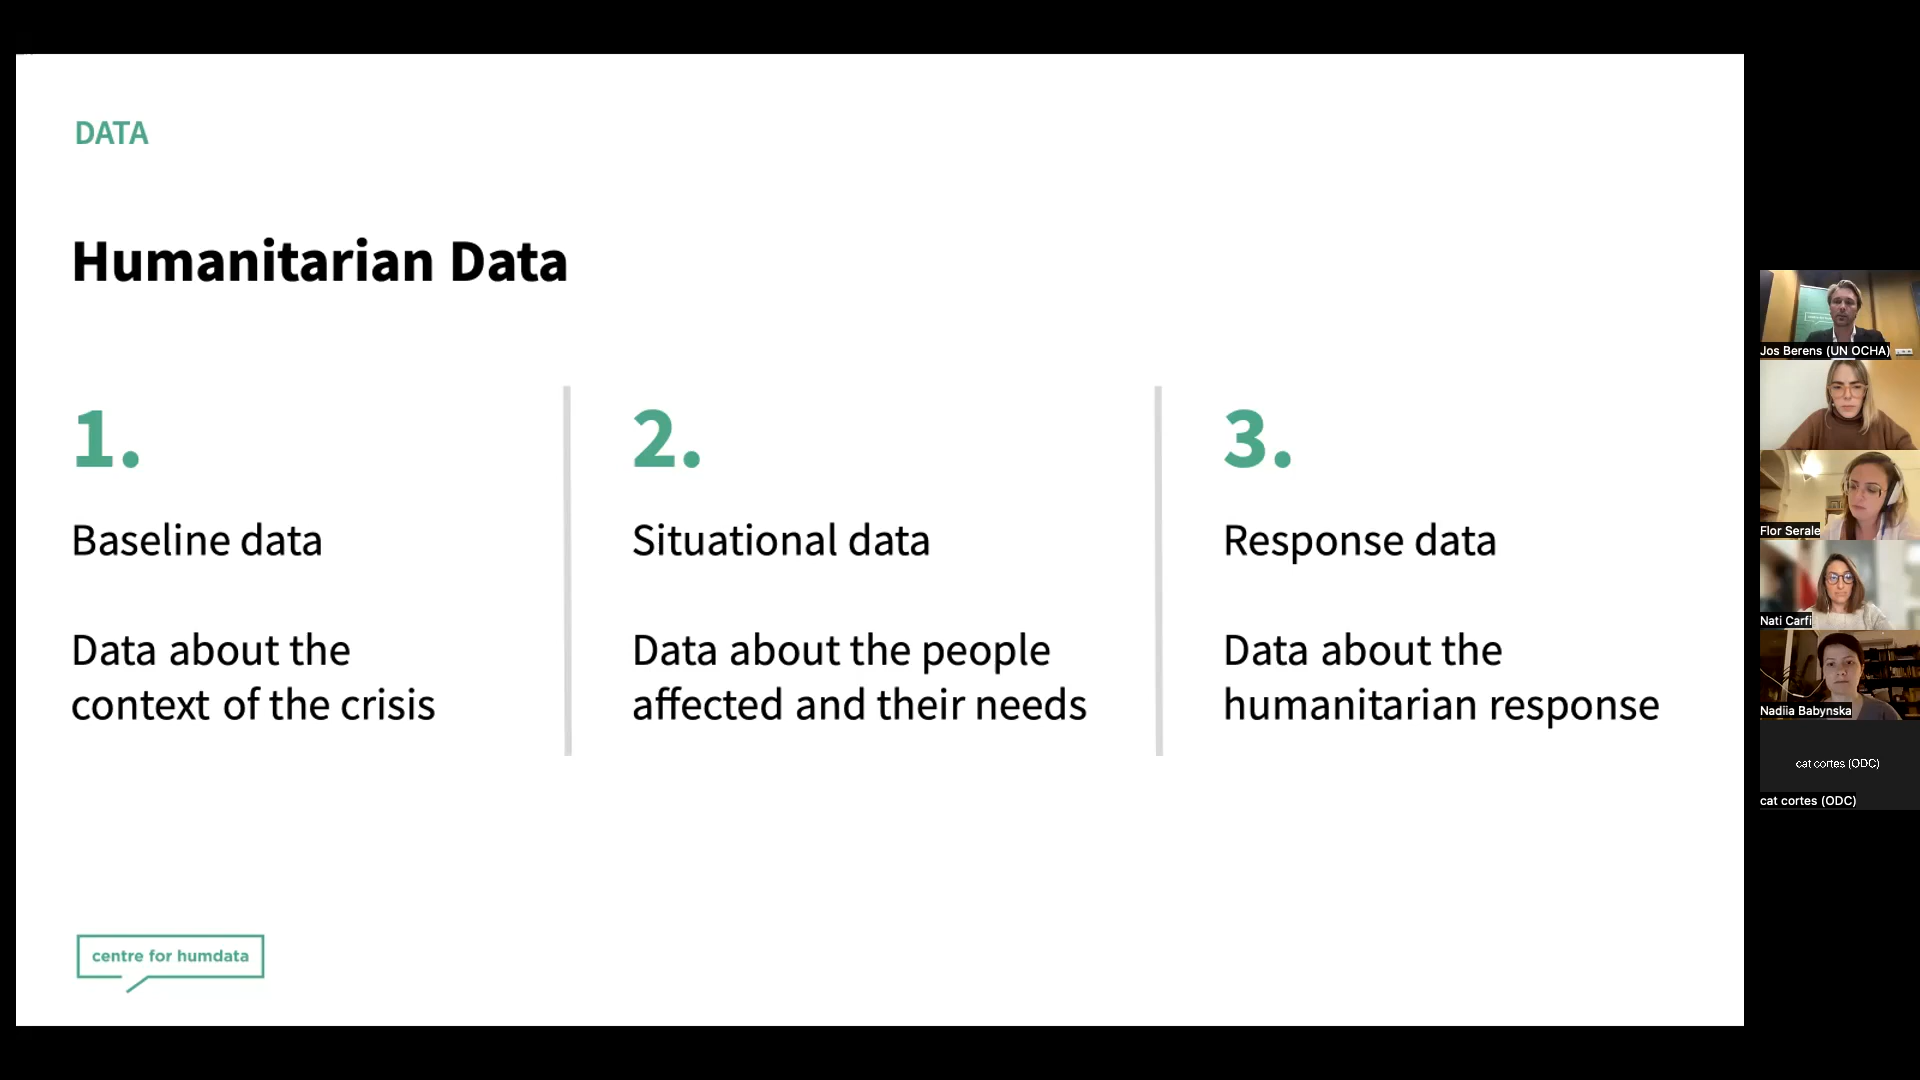 DATA
Humanitarian Data
1.
Baseline data
Data about the
context of the crisis
2.
Situational data
Data about the people
affected and their needs
3.
Response data
Data about the
humanitarian response
centre for humdata
Jos Berens (UN OCHA)
Flor Serale
Nati Carfi
Nadiia Babynska
cat cortes (ODC)
cat cortes (ODC)